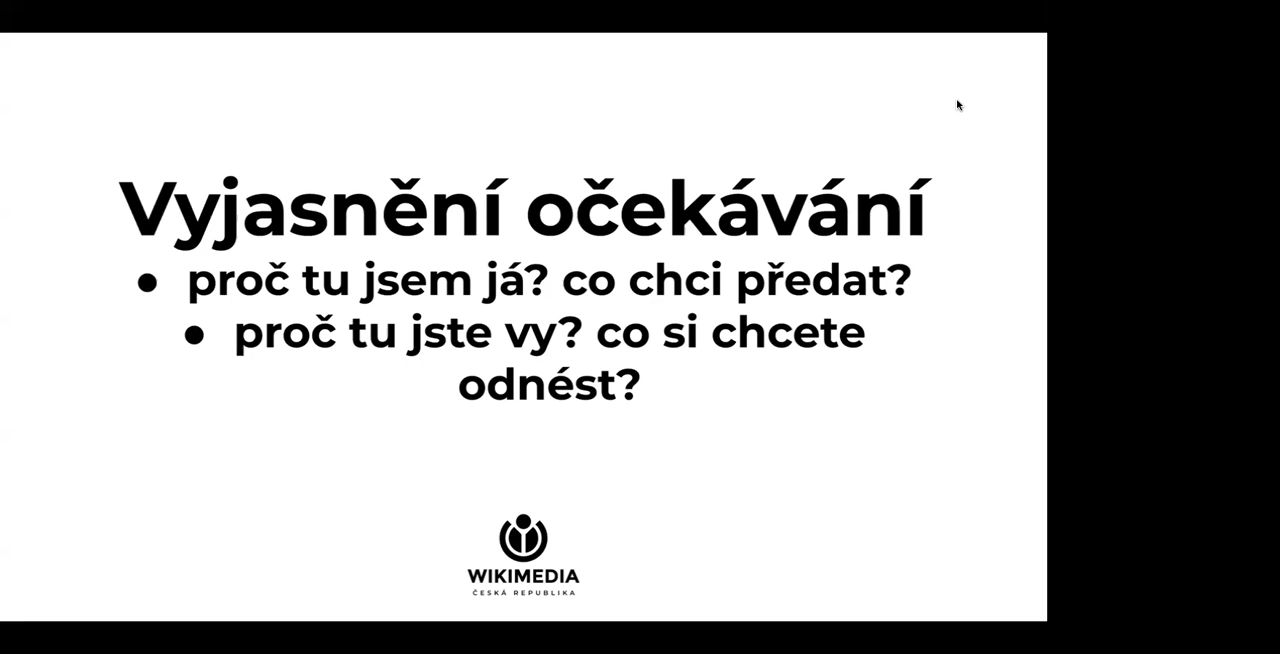 Vyjasnění očekávání
● proč tu jsem já? co chci předat?
● proč tu jste vy? co si chcete
odnést?
WIKIMEDIA
ČESKÁ REPUBLIKA